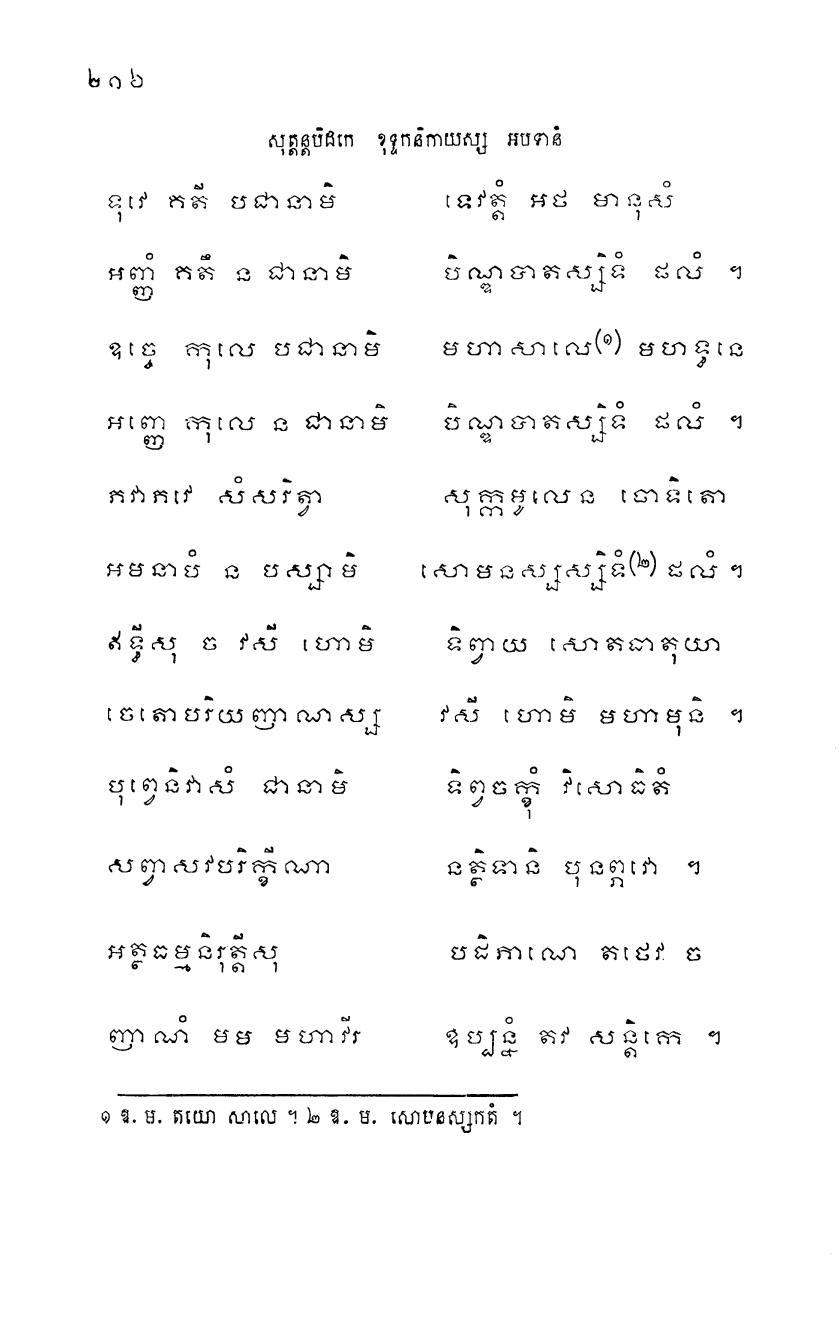 ២១៦
សុត្តន្តបិដកេ ខុទ្ទកនិកាយស្ស អបទានំ
ទុវេ គតី បជានាមិ ទេវត្តំ អថ មានុសំ
អញ្ញំ គតឹ ន ជានាមិ បិណ្ឌបាតស្សិទំ ផលំ ។
ឧច្ចេ កុលេ បជានាមិ មហាសាលេ(១) មហទ្ធនេ
អញ្ញេ កុលេ ន ជានាមិ បិណ្ឌបាតស្សិទំ ផលំ ។
ភវាភវេ សំសរិត្វា សុក្កមូលេន ចោទិតោ
អមនាបំ ន បស្សាមិ សោមនស្សស្សិទំ(២) ផលំ ។
ឥទ្ធីសុ ច វសី ហោមិ ទិព្វាយ សោតធាតុយា
ចេតោបរិយញាណស្ស វសី ហោមិ មហាមុនិ ។
បុព្វេនិវាសំ ជានាមិ ទិព្វចក្ខុំ វិសោធិតំ
សព្វាសវបរិក្ខីណា នត្ថិទានិ បុនព្ភវោ ។
អត្ថធម្មនិរុត្តីសុ បដិភាណេ តថេវ ច
ញាណំ មម មហាវីរ ឧប្បន្នំ តវ សន្តិកេ ។
១ ឱ. ម. តយោ សាលេ ។ ២ ឱ. ម. សោមនស្សកតំ ។